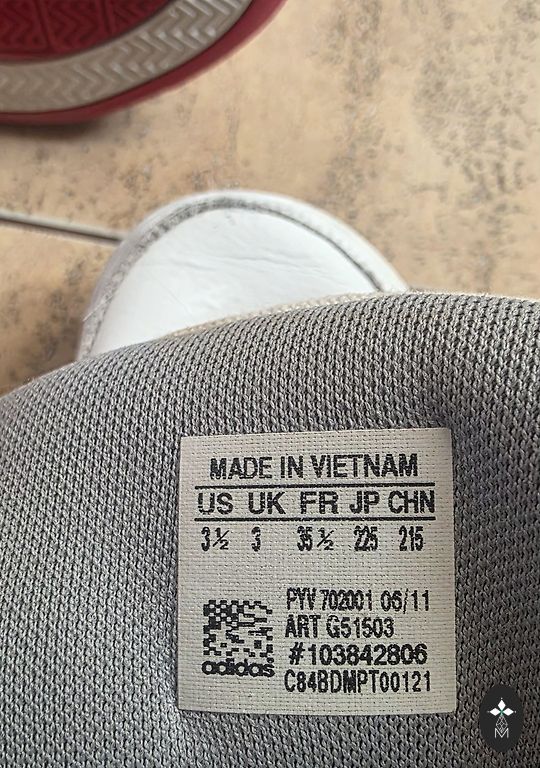 MADE IN VIETNAM
US UK FR JP CHN
3½ 3 35½ 225 215
PYV 702001 06/11
ART G51503
#103842806
adidas
C84BDMPT00121
M